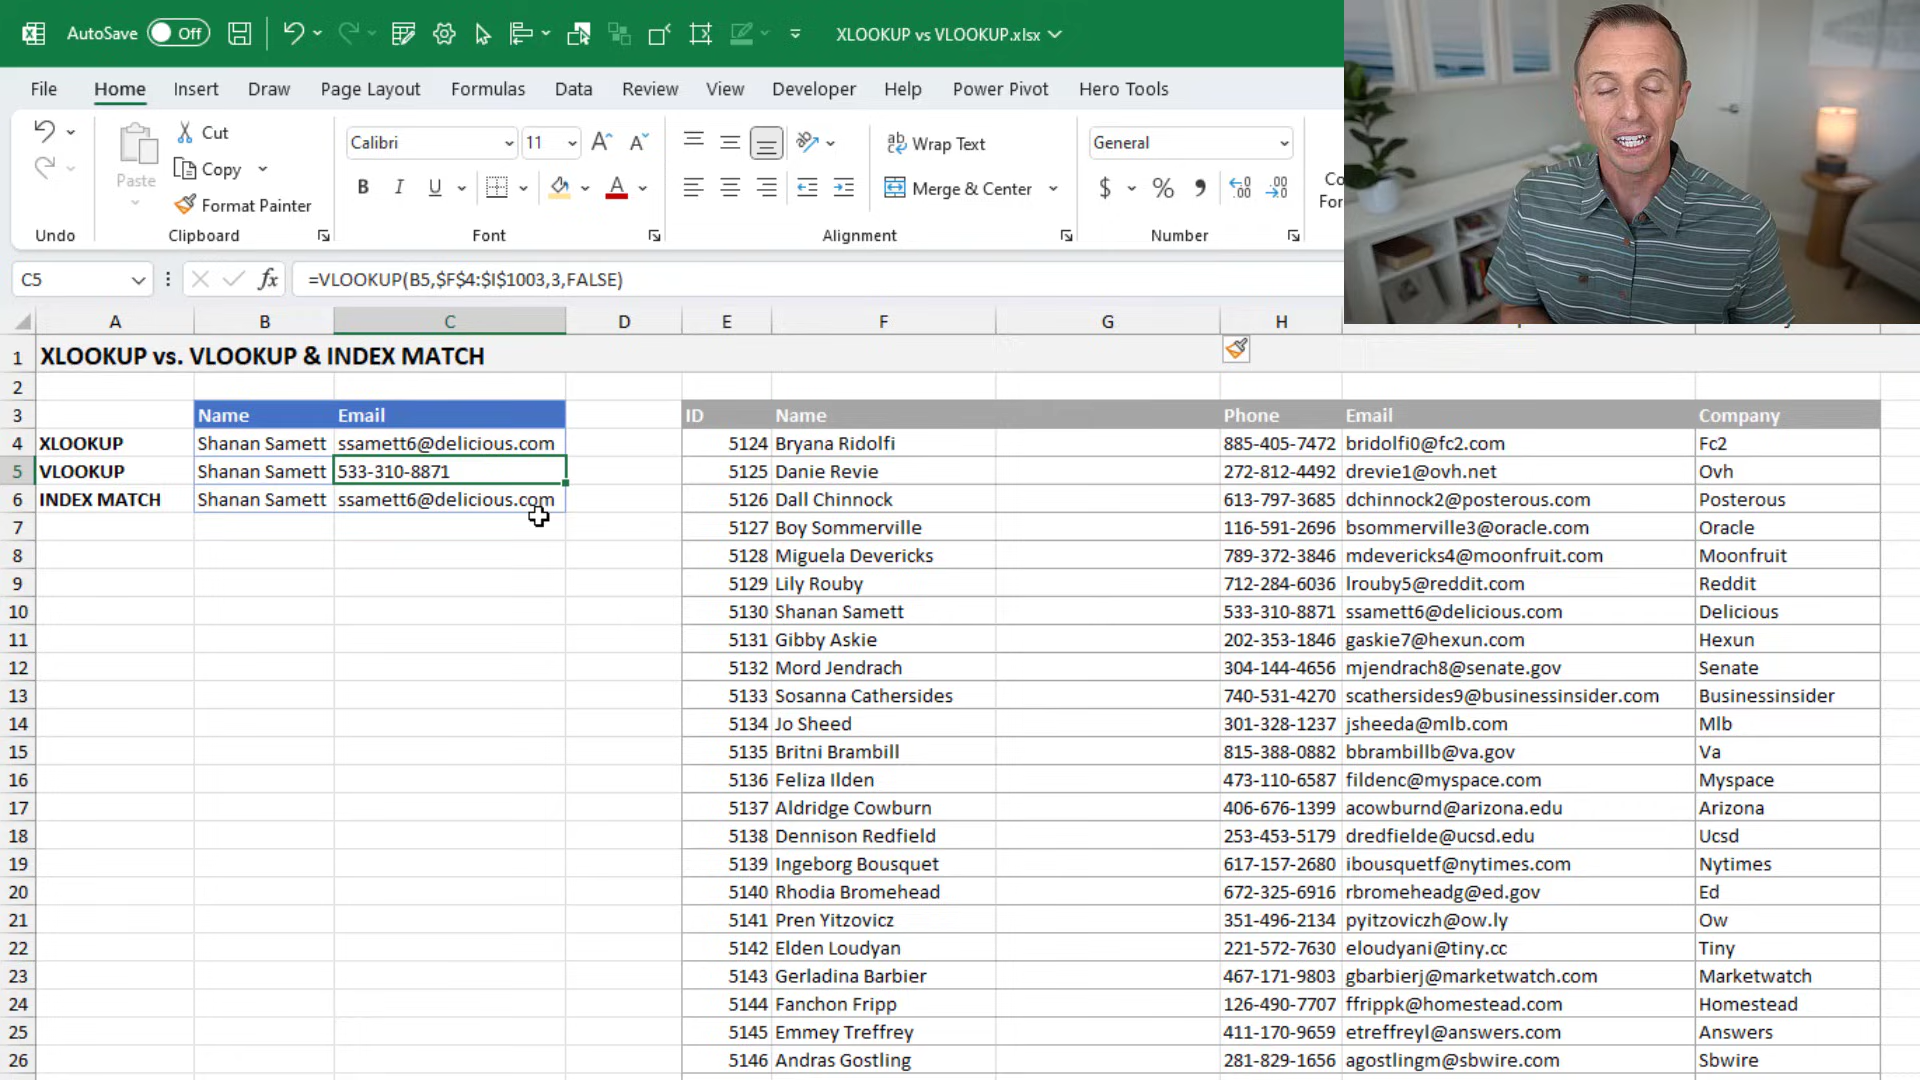 AutoSave Off XLOOKUP vs VLOOKUP.xlsx
File Home Insert Draw Page Layout Formulas Data Review View Developer Help Power Pivot Hero Tools
Cut
Calibri 11 A A
ab Wrap Text
General
Paste
Copy
Format Painter
B I U A
Merge & Center
$ % , .00
Co
For
Undo Clipboard Font Alignment Number
C5 fx =VLOOKUP(B5,$F$4:$I$1003,3,FALSE)
A B C D E F G H
1 XLOOKUP vs. VLOOKUP & INDEX MATCH
2
3 Name Email ID Name Phone Email Company
4 XLOOKUP Shanan Samett ssamett6@delicious.com 5124 Bryana Ridolfi 885-405-7472 bridolfi0@fc2.com Fc2
5 VLOOKUP Shanan Samett 533-310-8871 5125 Danie Revie 272-812-4492 drevie1@ovh.net Ovh
6 INDEX MATCH Shanan Samett ssamett6@delicious.com 5126 Dall Chinnock 613-797-3685 dchinnock2@posterous.com Posterous
7 5127 Boy Sommerville 116-591-2696 bsommerville3@oracle.com Oracle
8 5128 Miguela Devericks 789-372-3846 mdevericks4@moonfruit.com Moonfruit
9 5129 Lily Rouby 712-284-6036 lrouby5@reddit.com Reddit
10 5130 Shanan Samett 533-310-8871 ssamett6@delicious.com Delicious
11 5131 Gibby Askie 202-353-1846 gaskie7@hexun.com Hexun
12 5132 Mord Jendrach 304-144-4656 mjendrach8@senate.gov Senate
13 5133 Sosanna Cathersides 740-531-4270 scathersides9@businessinsider.com Businessinsider
14 5134 Jo Sheed 301-328-1237 jsheeda@mlb.com Mlb
15 5135 Britni Brambill 815-388-0882 bbrambillb@va.gov Va
16 5136 Feliza Ilden 473-110-6587 fildenc@myspace.com Myspace
17 5137 Aldridge Cowburn 406-676-1399 acowburnd@arizona.edu Arizona
18 5138 Dennison Redfield 253-453-5179 dredfielde@ucsd.edu Ucsd
19 5139 Ingeborg Bousquet 617-157-2680 ibousquetf@nytimes.com Nytimes
20 5140 Rhodia Bromehead 672-325-6916 rbromeheadg@ed.gov Ed
21 5141 Pren Yitzovicz 351-496-2134 pyitzoviczh@ow.ly Ow
22 5142 Elden Loudyan 221-572-7630 eloudyani@tiny.cc Tiny
23 5143 Gerladina Barbier 467-171-9803 gbarbierj@marketwatch.com Marketwatch
24 5144 Fanchon Fripp 126-490-7707 ffrippk@homestead.com Homestead
25 5145 Emmey Treffrey 411-170-9659 etreffreyl@answers.com Answers
26 5146 Andras Gostling 281-829-1656 agostlingm@sbwire.com Sbwire